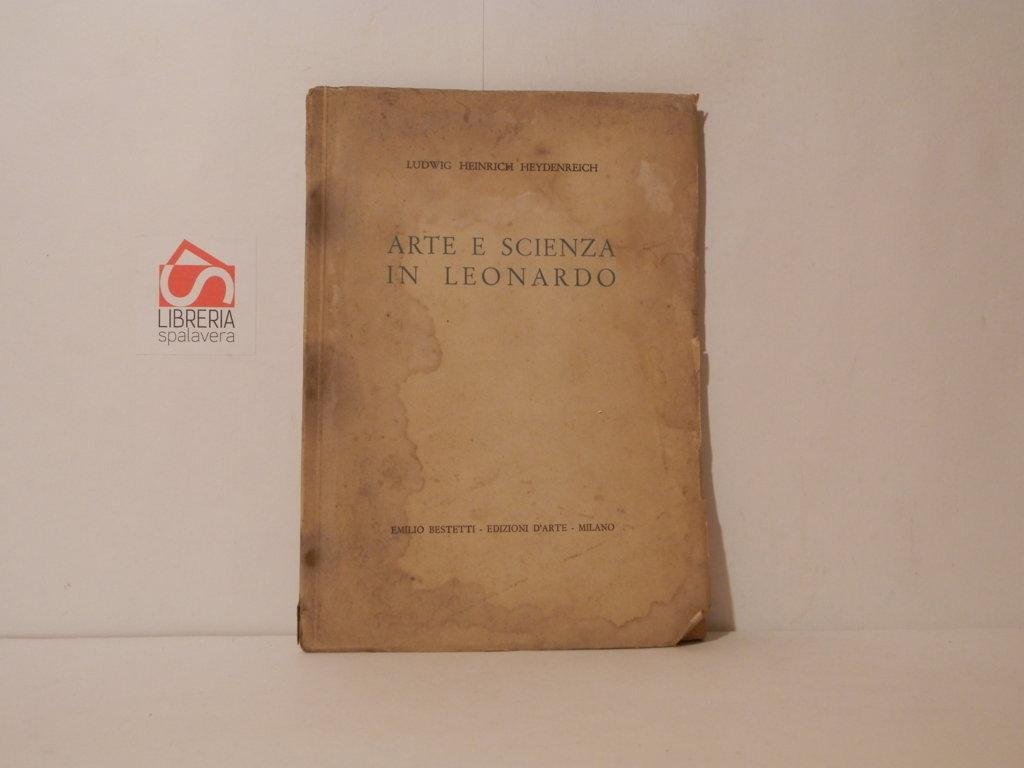 LUDWIG HEINRICH HEYDENREICH
ARTE E SCIENZA
IN LEONARDO
EMILIO BESTETTI - EDIZIONI D'ARTE - MILANO
LIBRERIA
spalavera